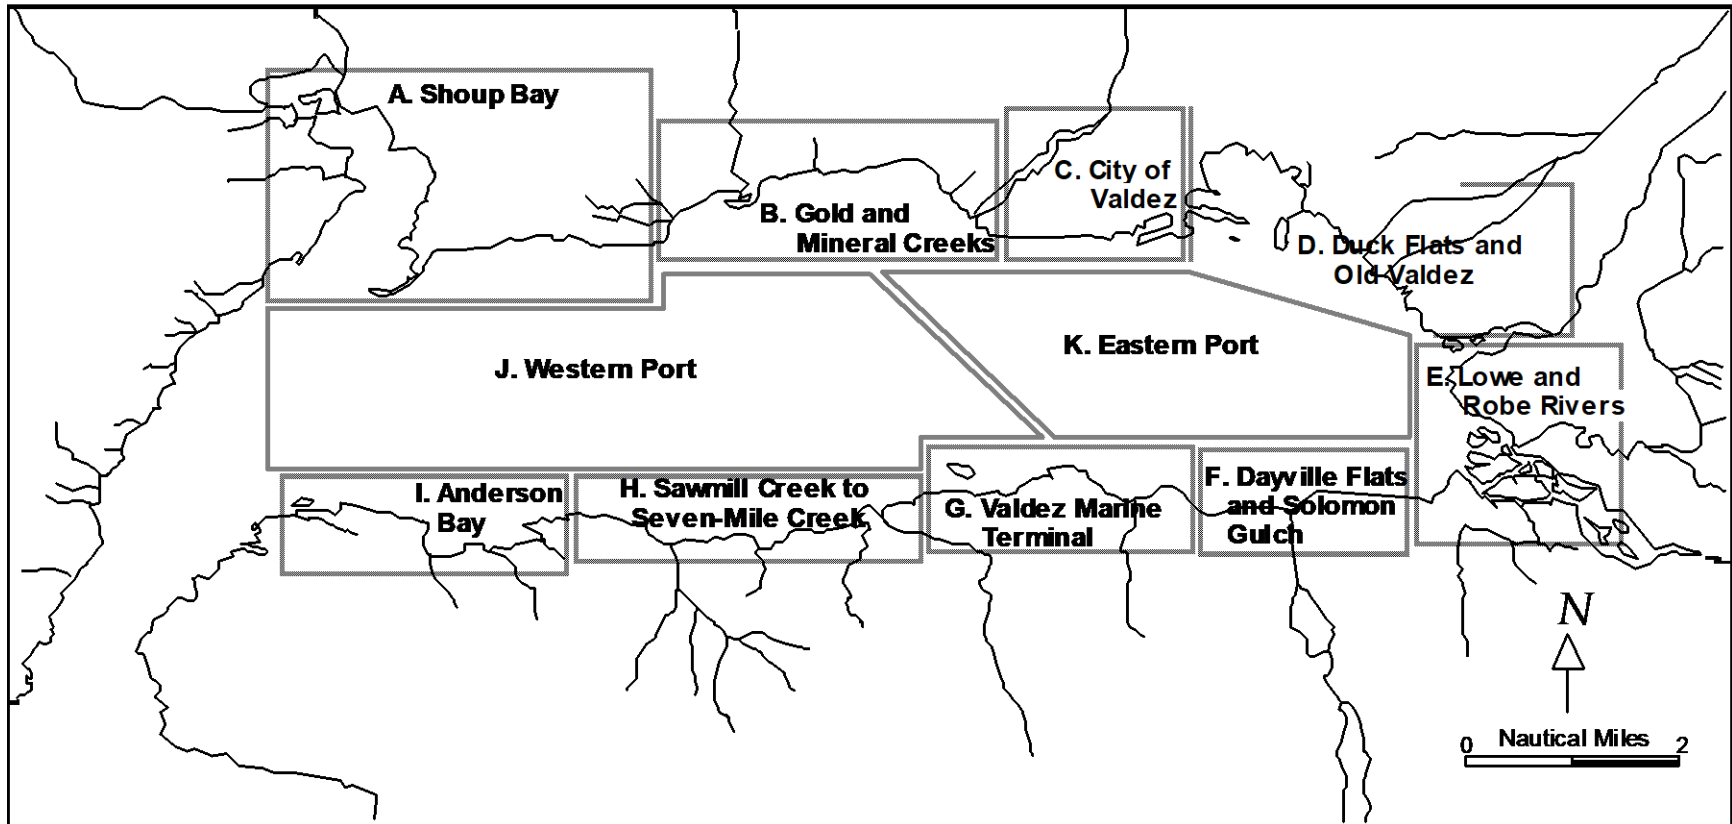 A. Shoup Bay
B. Gold and
Mineral Creeks
C. City of
Valdez
D. Duck Flats and
Old Valdez
J. Western Port
K. Eastern Port
E. Lowe and
Robe Rivers
I. Anderson
Bay
H. Sawmill Creek to
Seven-Mile Creek
G. Valdez Marine
Terminal
F. Dayville Flats
and Solomon
Gulch
N
Nautical Miles
0 2